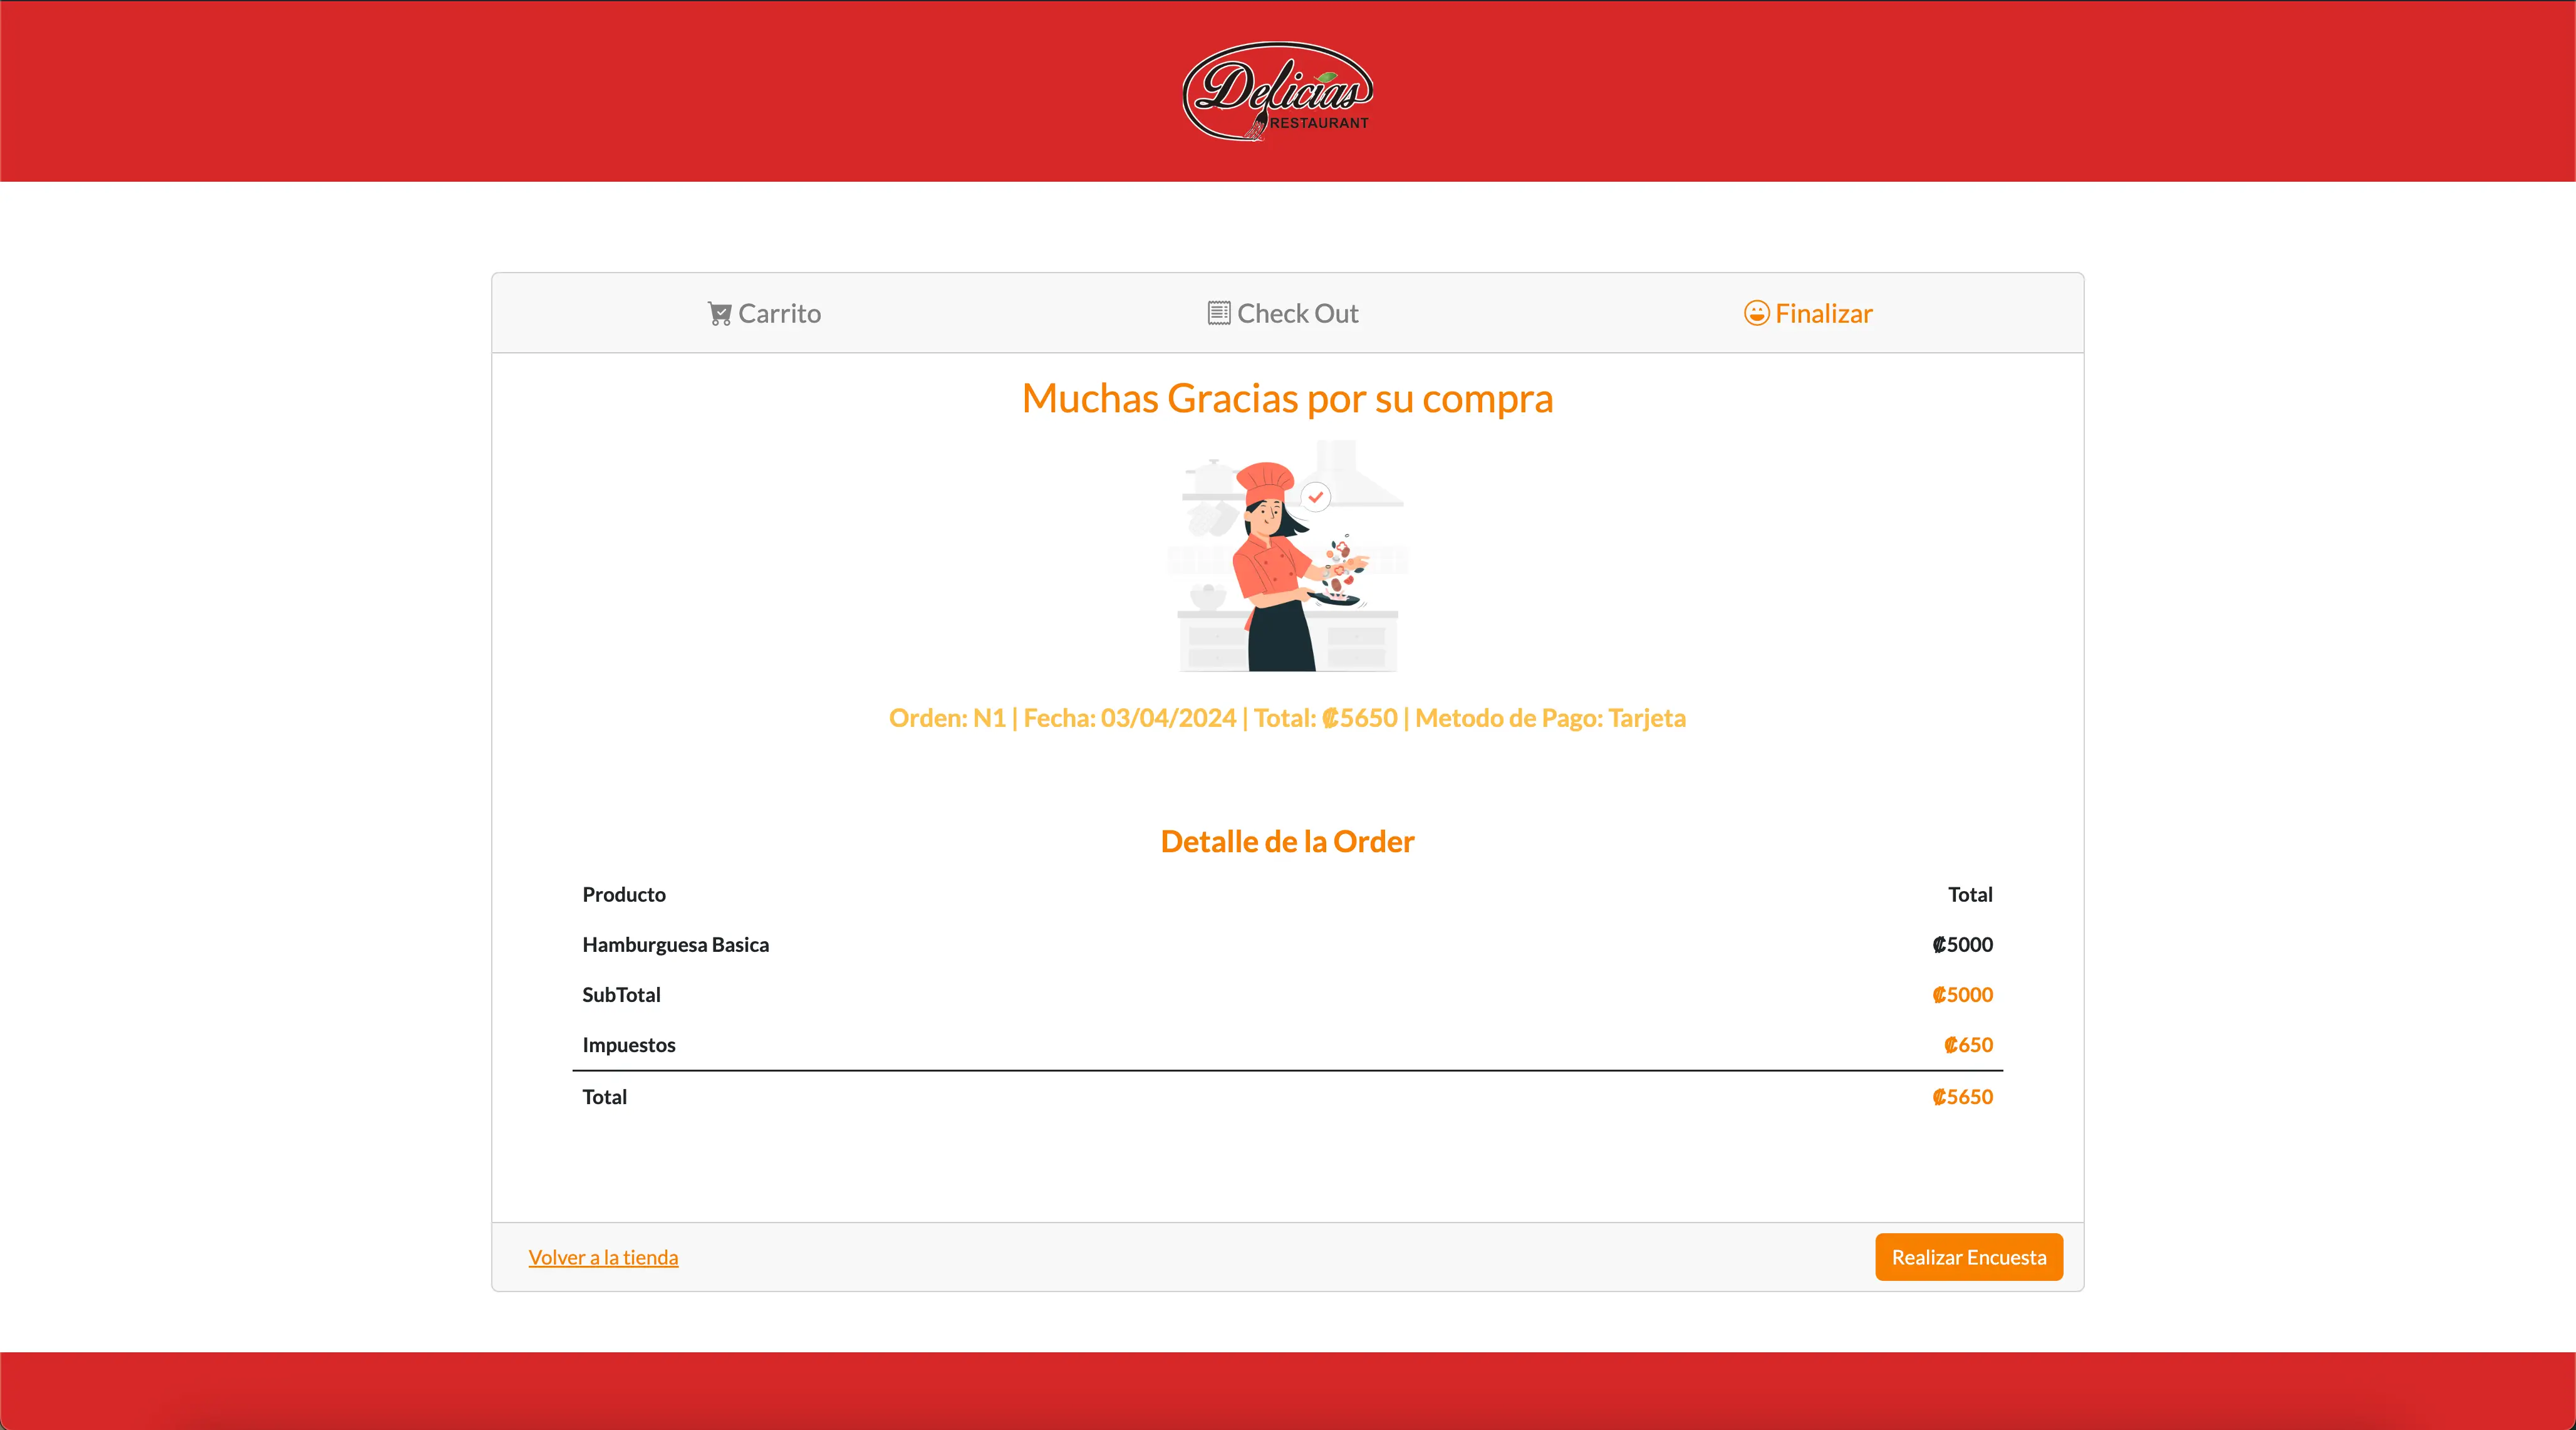 Delicias
RESTAURANT
Carrito Check Out Finalizar
Muchas Gracias por su compra
Orden: N1 | Fecha: 03/04/2024 | Total: ₡5650 | Metodo de Pago: Tarjeta
Detalle de la Order
Producto Total
Hamburguesa Basica ₡5000
SubTotal ₡5000
Impuestos ₡650
Total ₡5650
Volver a la tienda Realizar Encuesta